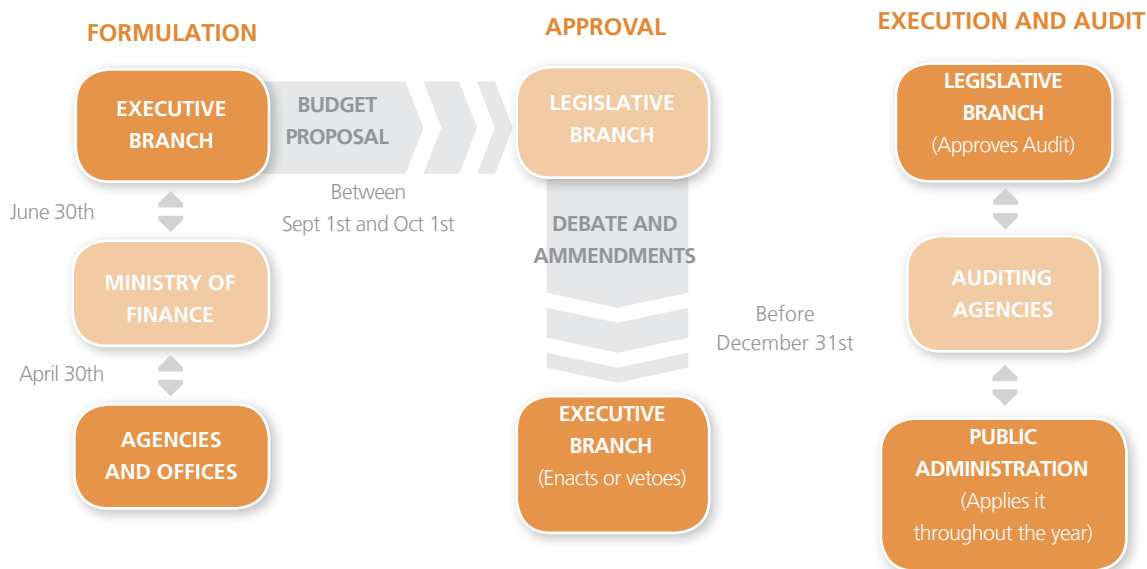 FORMULATION
EXECUTIVE
BRANCH
June 30th
MINISTRY OF
FINANCE
April 30th
AGENCIES
AND OFFICES
BUDGET
PROPOSAL
Between
Sept 1st and Oct 1st
APPROVAL
LEGISLATIVE
BRANCH
DEBATE AND
AMMENDMENTS
Before
December 31st
EXECUTIVE
BRANCH
(Enacts or vetoes)
EXECUTION AND AUDIT
LEGISLATIVE
BRANCH
(Approves Audit)
AUDITING
AGENCIES
PUBLIC
ADMINISTRATION
(Applies it
throughout the year)